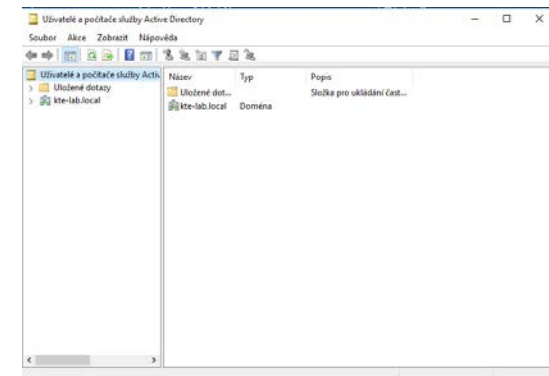 Uživatelé a počítače služby Active Directory
Soubor Akce Zobrazit Nápověda
Uživatelé a počítače služby Activ
Uložené dotazy
kte-lab.local
Název Typ Popis
Uložené dot... Složka pro ukládání čast...
kte-lab.local Doména